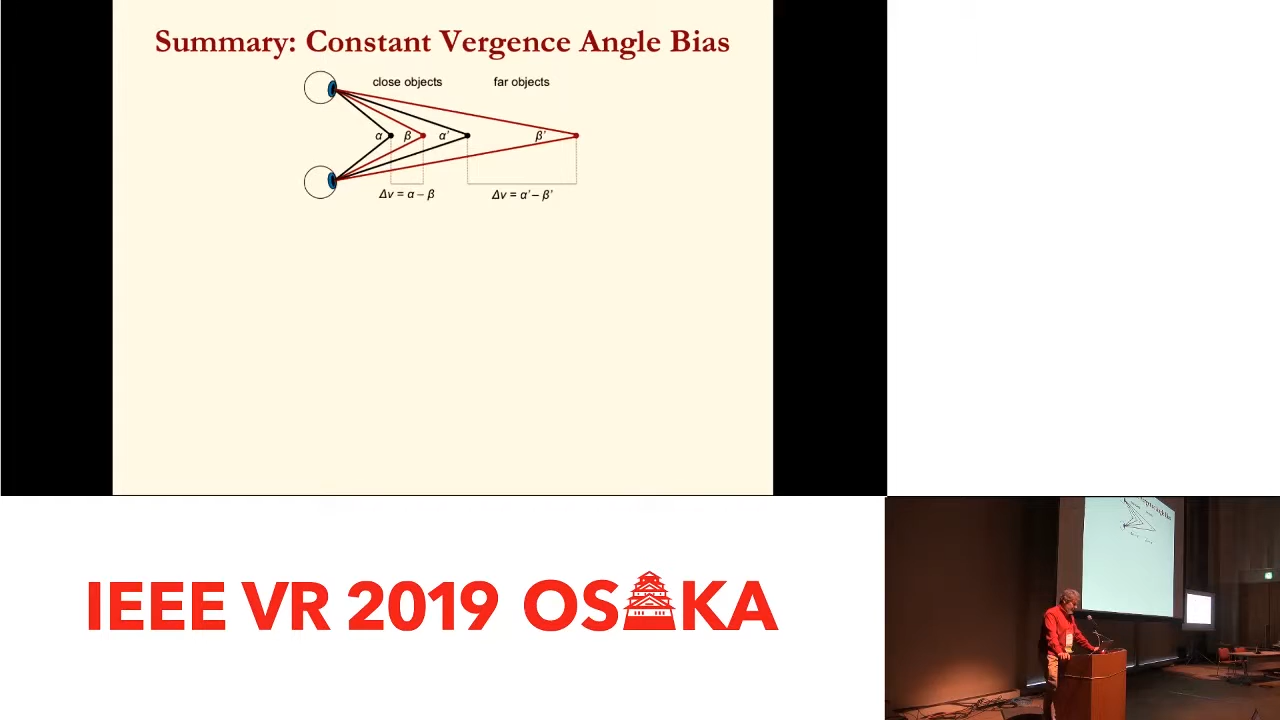 Summary: Constant Vergence Angle Bias
close objects far objects
α β α’ β’
Δv = α – β Δv = α’ – β’
IEEE VR 2019 OSAKA